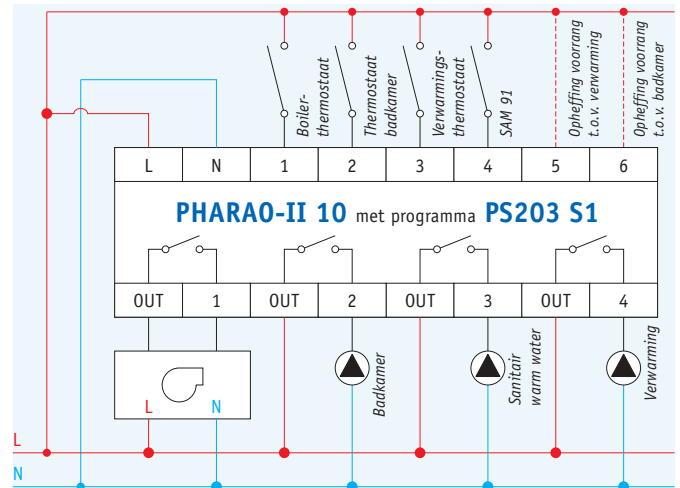 Boiler-
thermostaat
Thermostaat
badkamer
Verwarmings-
thermostaat
SAM 91
Opheffing voorrang
t.o.v. verwarming
Opheffing voorrang
t.o.v. badkamer
L N 1 2 3 4 5 6
PHARAO-II 10 met programma PS203 S1
OUT 1 OUT 2 OUT 3 OUT 4
Badkamer
Sanitair
warm water
Verwarming
L N
L
N